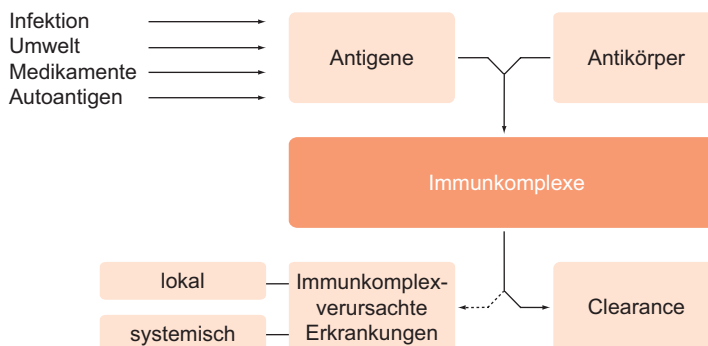 Infektion
Umwelt
Medikamente
Autoantigen
Antigene
Antikörper
Immunkomplexe
lokal
systemisch
Immunkomplex-
verursachte
Erkrankungen
Clearance